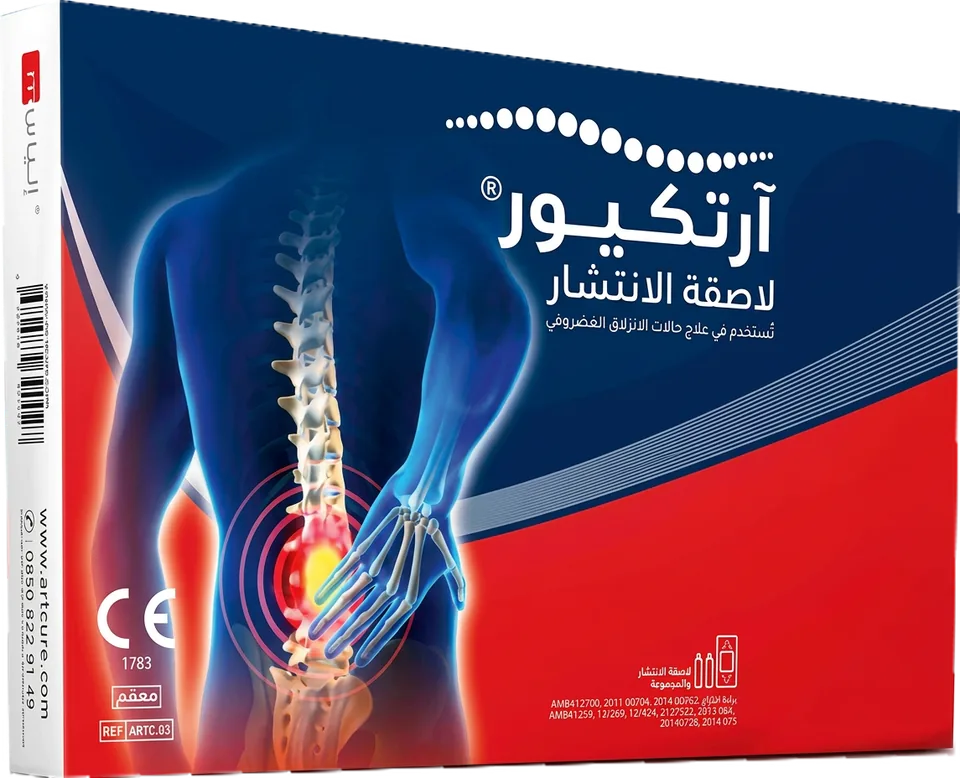 آرتكيور®
لاصقة الانتشار
تُستخدم في علاج حالات الانزلاق الغضروفي
CE
1783
معقم
REF ARTC.03
لاصقة الانتشار
والمجموعة
براءة اختراع AMB412700, 2011 00704, 2014 00762
AMB41259, 12/269, 12/424, 2127522, 2013 064,
20140728, 2014 075
www.artcure.com
0850 822 91 49